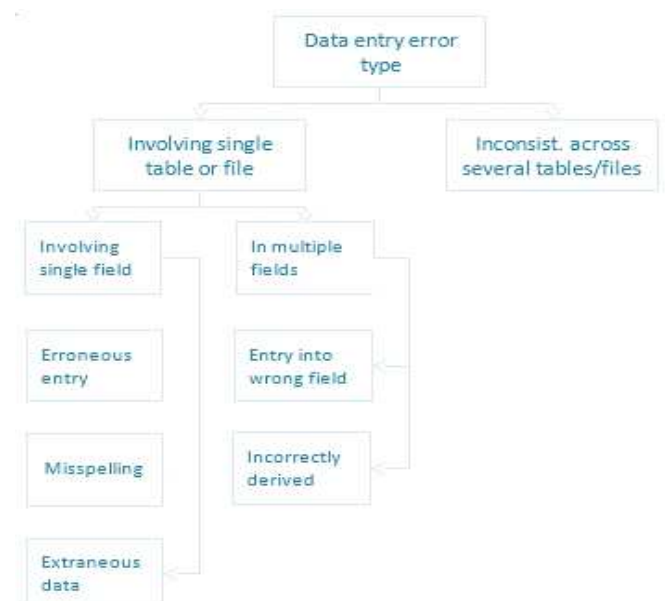 Data entry error
type
Involving single
table or file
Inconsist. across
several tables/files
Involving
single field
In multiple
fields
Erroneous
entry
Entry into
wrong field
Misspelling
Incorrectly
derived
Extraneous
data